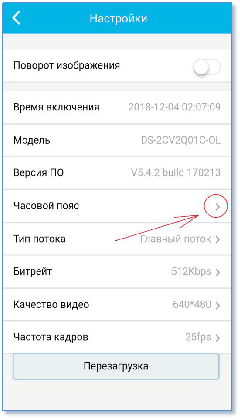 Настройки
Поворот изображения
Время включения 2018-12-04 02:07:09
Модель DS-2CV2Q01C-OL
Версия ПО V5.4.2 build 170213
Часовой пояс
Тип потока Главный поток
Битрейт 512Kbps
Качество видео 640*480
Частота кадров 25fps
Перезагрузка